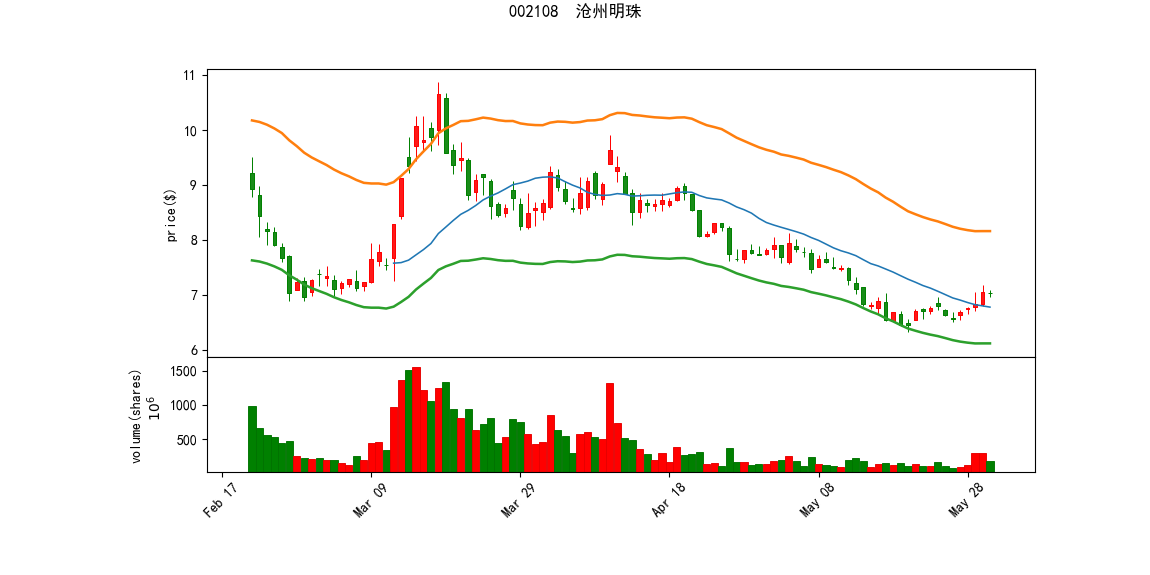 002108 沧州明珠
11
10
9
8
7
6
price($)
1500
1000
500
volume(shares)
10^6
Feb 17
Mar 09
Mar 29
Apr 18
May 08
May 28